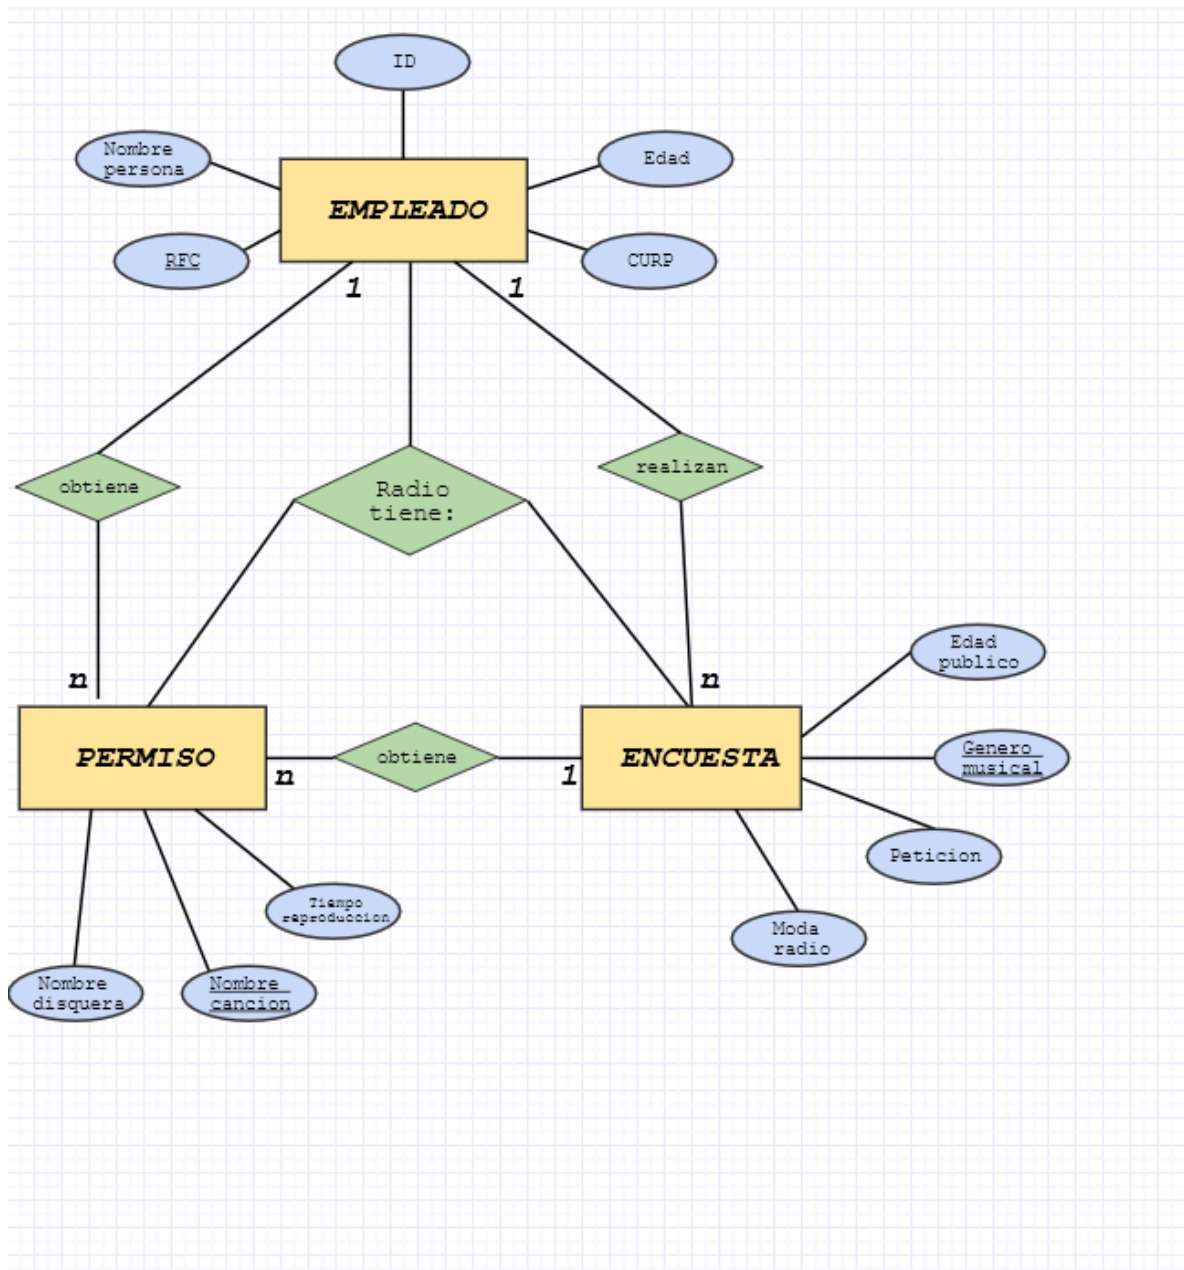 ID
Nombre
persona
Edad
EMPLEADO
RFC
CURP
1
1
obtiene
Radio
tiene:
realizan
n
n
Edad
publico
PERMISO
n
obtiene
1
ENCUESTA
Genero
musical
Peticion
Tiempo
reproduccion
Moda
radio
Nombre
disquera
Nombre
cancion